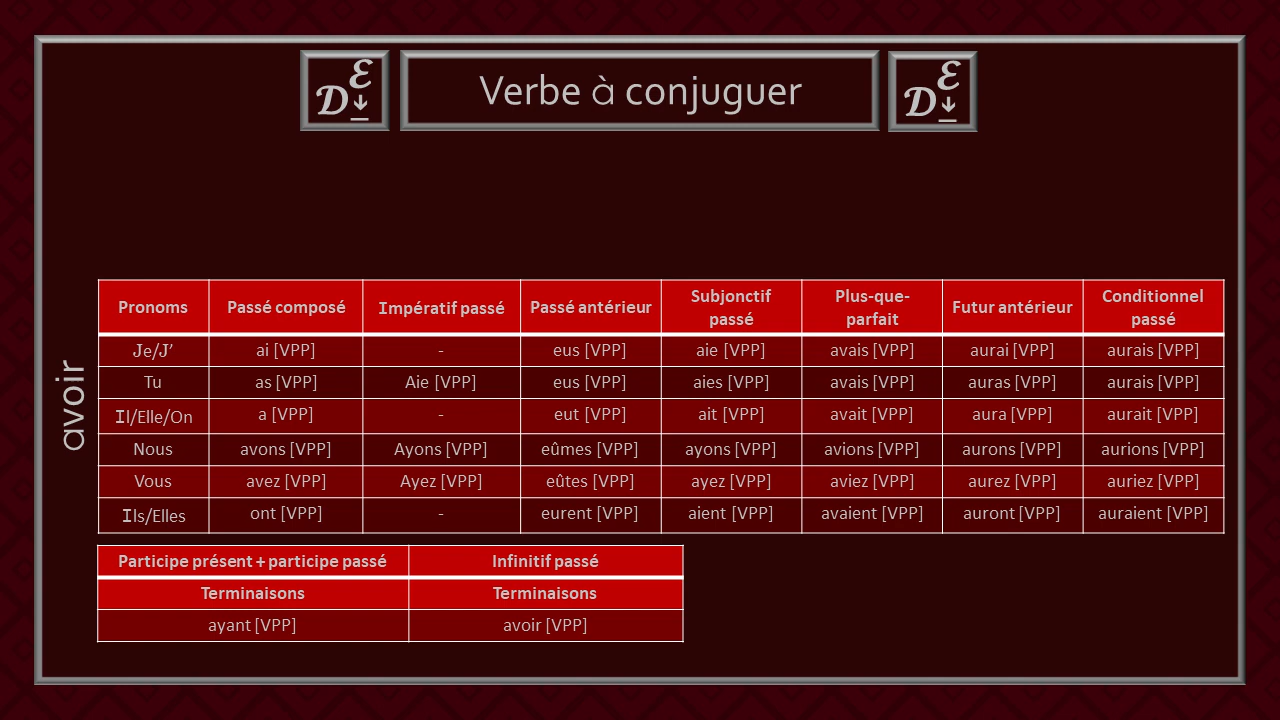 Verbe à conjuguer
avoir
Pronoms Passé composé Impératif passé Passé antérieur Subjonctif passé Plus-que-parfait Futur antérieur Conditionnel passé
Je/J’ ai [VPP] - eus [VPP] aie [VPP] avais [VPP] aurai [VPP] aurais [VPP]
Tu as [VPP] Aie [VPP] eus [VPP] aies [VPP] avais [VPP] auras [VPP] aurais [VPP]
Il/Elle/On a [VPP] - eut [VPP] ait [VPP] avait [VPP] aura [VPP] aurait [VPP]
Nous avons [VPP] Ayons [VPP] eûmes [VPP] ayons [VPP] avions [VPP] aurons [VPP] aurions [VPP]
Vous avez [VPP] Ayez [VPP] eûtes [VPP] ayez [VPP] aviez [VPP] aurez [VPP] auriez [VPP]
Ils/Elles ont [VPP] - eurent [VPP] aient [VPP] avaient [VPP] auront [VPP] auraient [VPP]
Participe présent + participe passé Infinitif passé
Terminaisons Terminaisons
ayant [VPP] avoir [VPP]